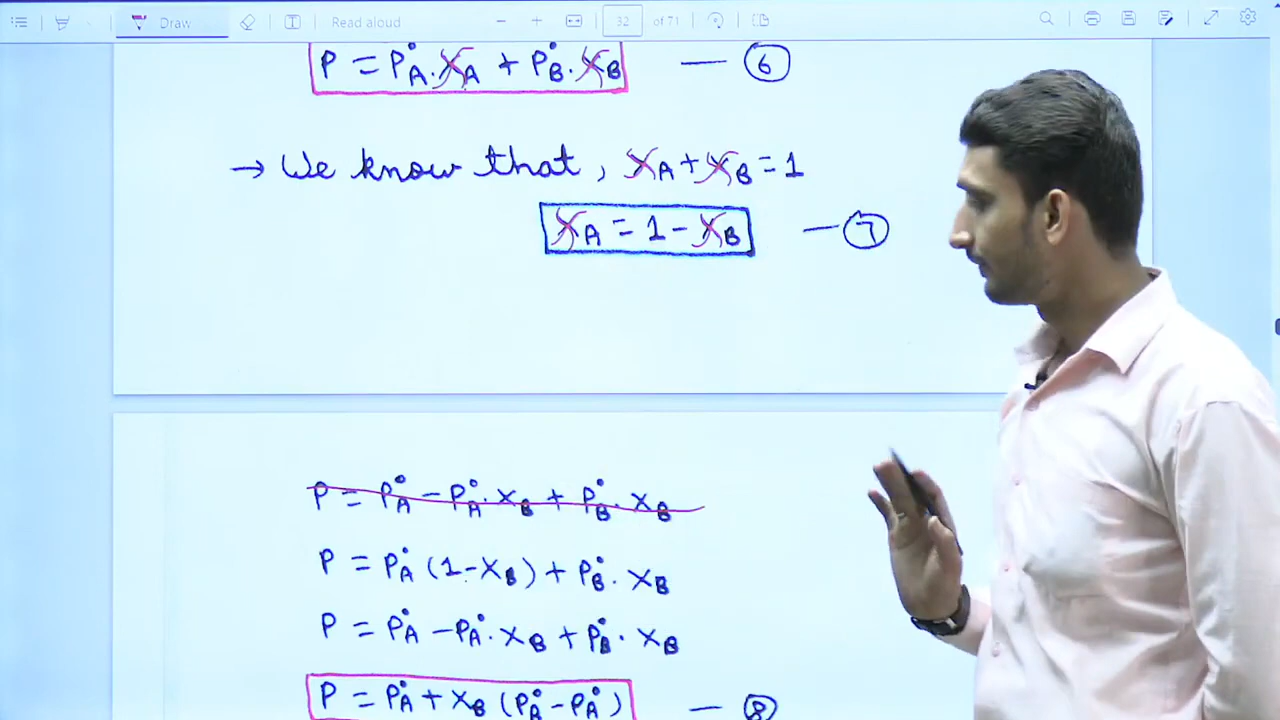 Draw
Read aloud
32 of 71
P = P°A . XA + P°B . XB — ⑥
→ We know that, XA + XB = 1
XA = 1 - XB — ⑦
P = P°A - P°A . XB + P°B . XB
P = P°A (1 - XB) + P°B . XB
P = P°A - P°A . XB + P°B . XB
P = P°A + XB (P°A - P°A) — ⑧